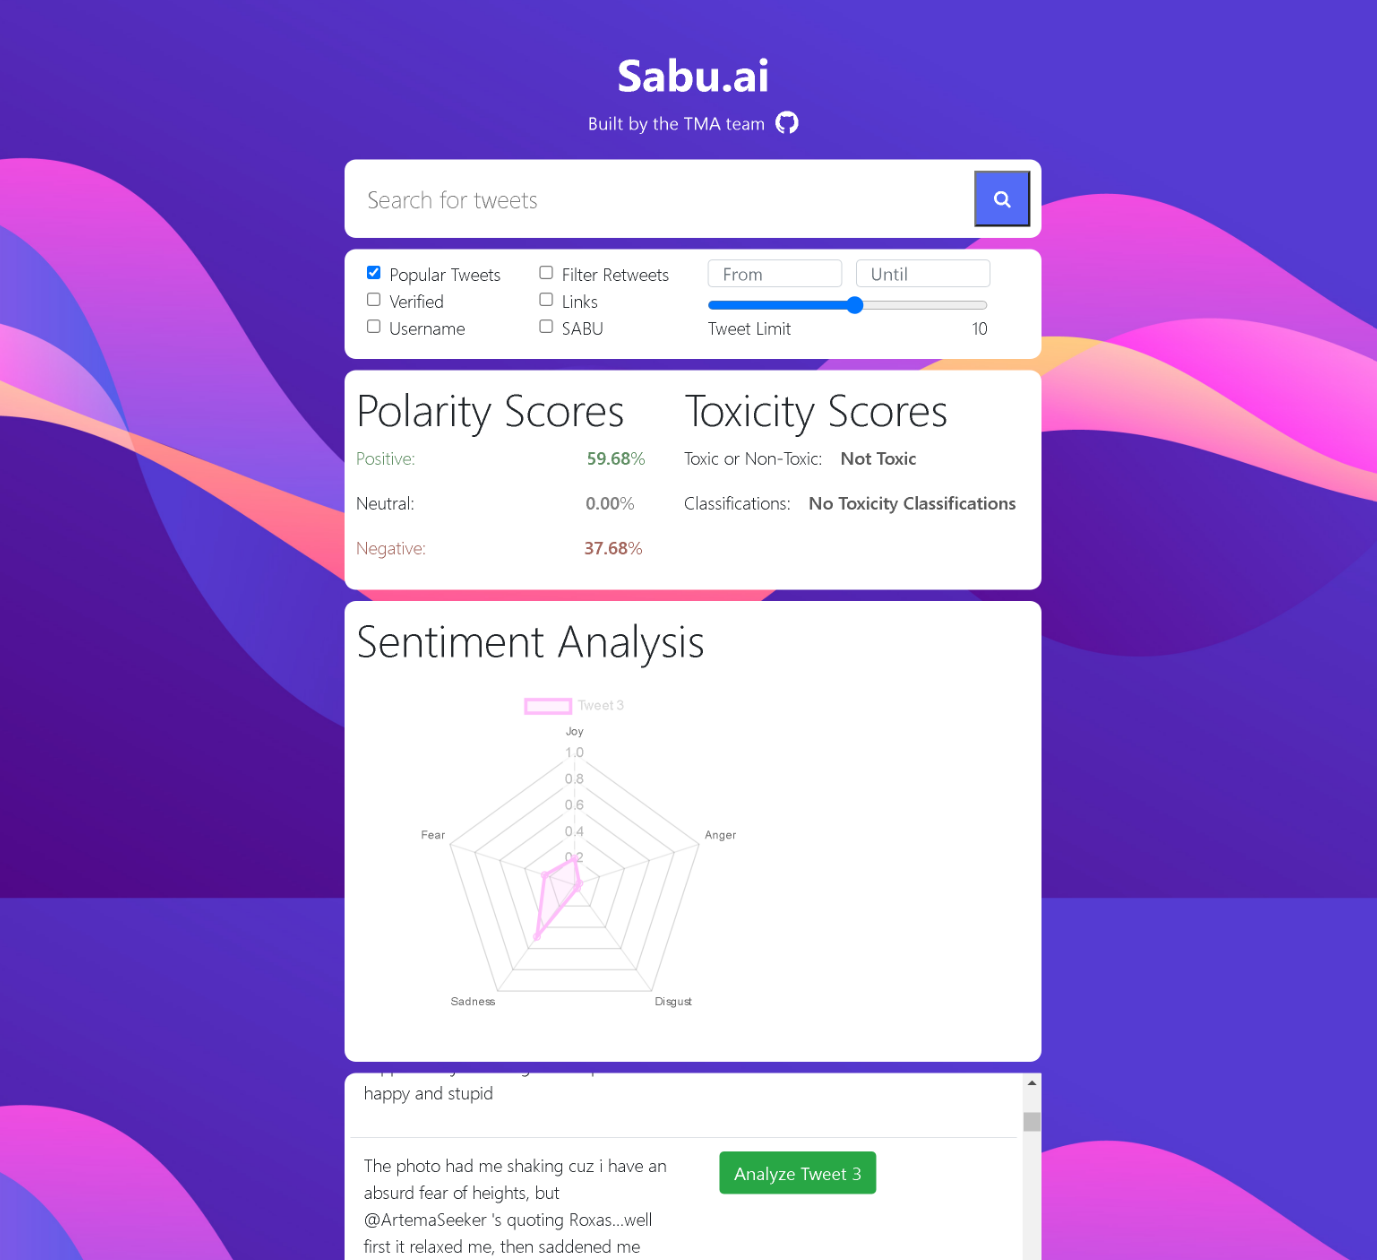 Sabu.ai
Built by the TMA team
Search for tweets
Popular Tweets
Filter Retweets
From
Until
Verified
Links
Username
SABU
Tweet Limit
10
Polarity Scores
Toxicity Scores
Positive: 59.68%
Toxic or Non-Toxic: Not Toxic
Neutral: 0.00%
Classifications: No Toxicity Classifications
Negative: 37.68%
Sentiment Analysis
Tweet 3
Joy
1.0
0.8
0.6
0.4
0.2
Fear
Anger
Sadness
Disgust
happy and stupid
The photo had me shaking cuz i have an
Analyze Tweet 3
absurd fear of heights, but
@ArtemaSeeker 's quoting Roxas...well
first it relaxed me, then saddened me